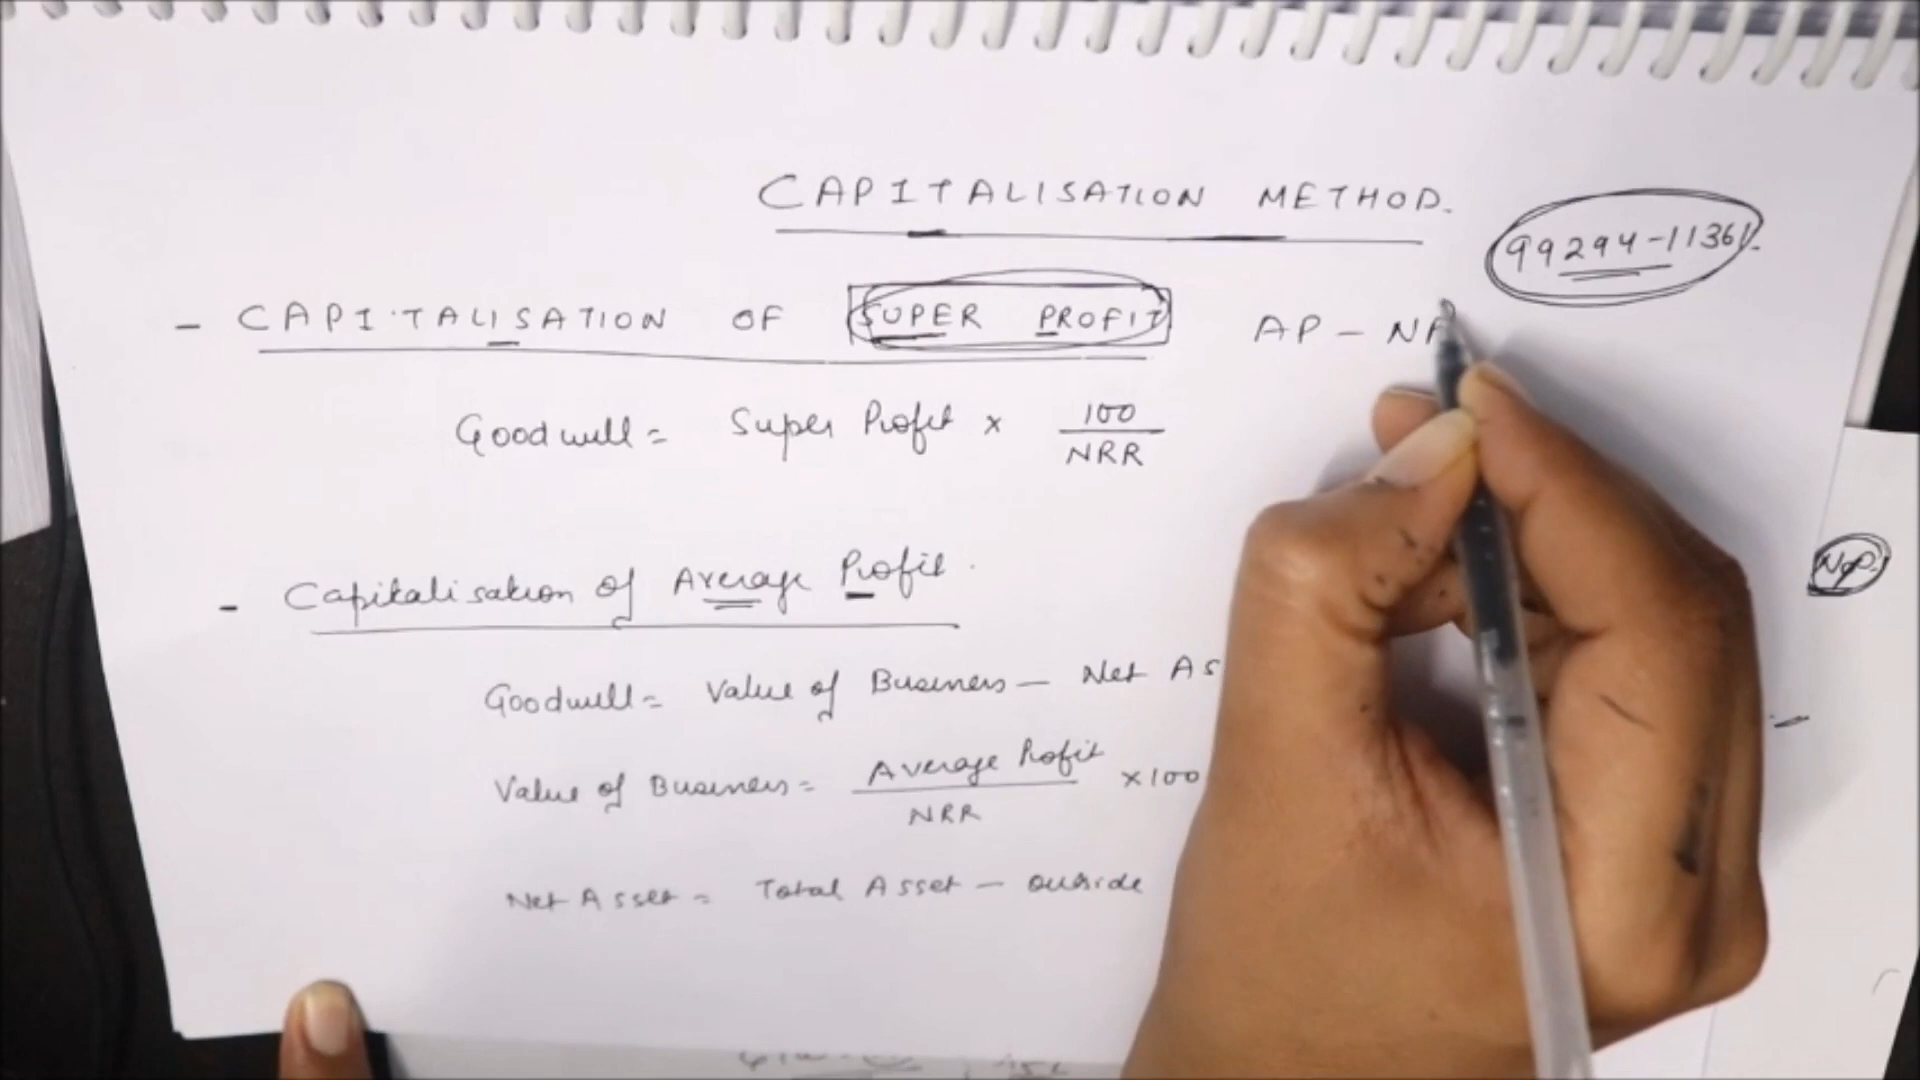 CAPITALISATION METHOD.
99294-11361.
- CAPITALISATION OF SUPER PROFIT AP - NP
Goodwill = Super Profit × 100
NRR
- Capitalisation of Average Profit.
Goodwill = Value of Business - Net As
Value of Business = Average Profit × 100
NRR
Net Asset = Total Asset - outside